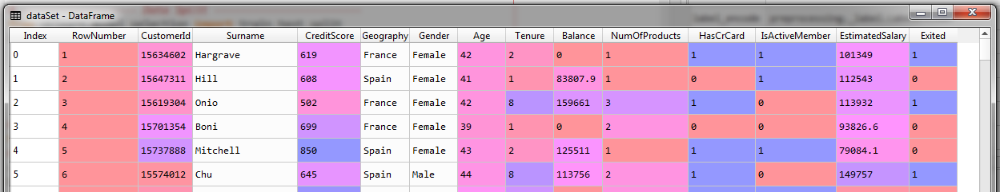 dataSet - DataFrame
Index RowNumber CustomerId Surname CreditScore Geography Gender Age Tenure Balance NumOfProducts HasCrCard IsActiveMember EstimatedSalary Exited
0 1 15634602 Hargrave 619 France Female 42 2 0 1 1 1 101349 1
1 2 15647311 Hill 608 Spain Female 41 1 83807.9 1 0 1 112543 0
2 3 15619304 Onio 502 France Female 42 8 159661 3 1 0 113932 1
3 4 15701354 Boni 699 France Female 39 1 0 2 0 0 93826.6 0
4 5 15737888 Mitchell 850 Spain Female 43 2 125511 1 1 1 79084.1 0
5 6 15574012 Chu 645 Spain Male 44 8 113756 2 1 0 149757 1